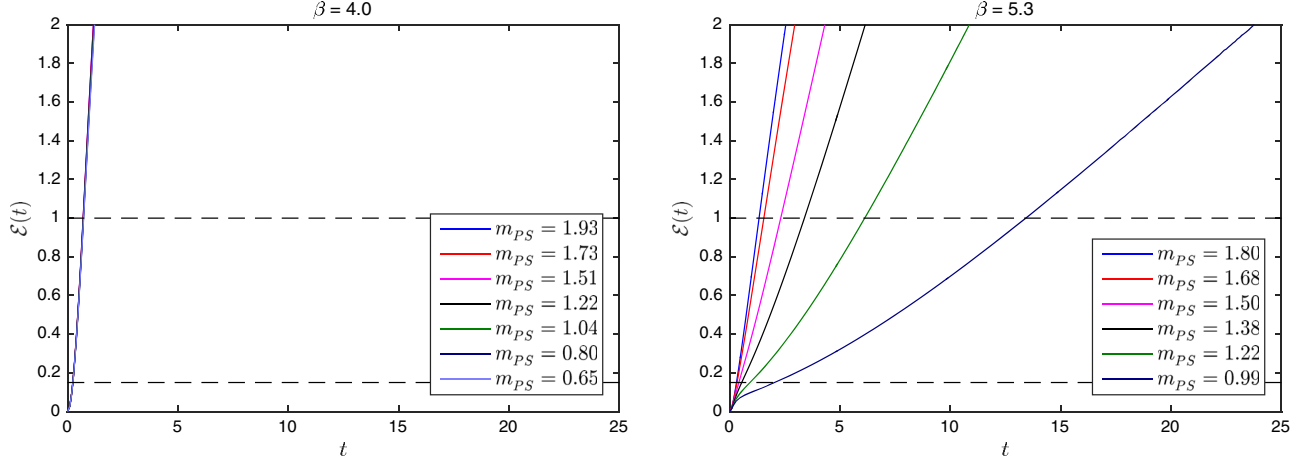 β = 4.0
2
1.8
1.6
1.4
1.2
1
0.8
0.6
0.4
0.2
0
ℰ(t)
0 5 10 15 20 25
t
m_PS = 1.93
m_PS = 1.73
m_PS = 1.51
m_PS = 1.22
m_PS = 1.04
m_PS = 0.80
m_PS = 0.65
β = 5.3
2
1.8
1.6
1.4
1.2
1
0.8
0.6
0.4
0.2
0
ℰ(t)
0 5 10 15 20 25
t
m_PS = 1.80
m_PS = 1.68
m_PS = 1.50
m_PS = 1.38
m_PS = 1.22
m_PS = 0.99